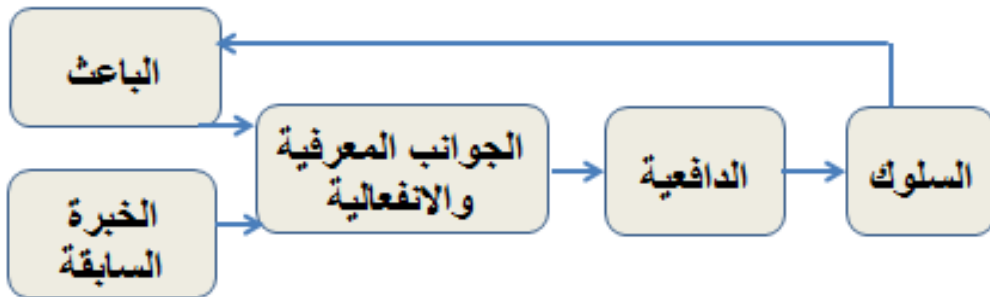 الباعث
الجوانب المعرفية
والانفعالية
الدافعية
السلوك
الخبرة
السابقة